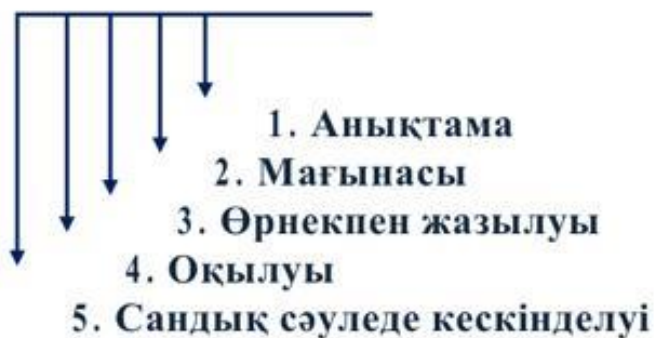 1. Анықтама
2. Мағынасы
3. Өрнекпен жазылуы
4. Оқылуы
5. Сандық сәуледе кескінделуі